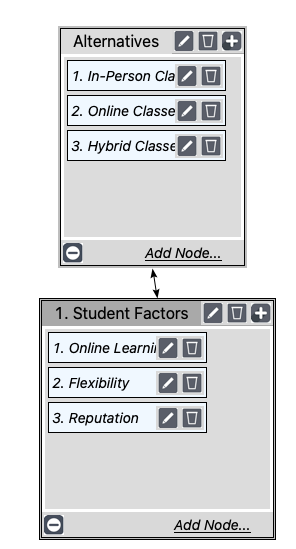 Alternatives
1. In-Person Cla
2. Online Classe
3. Hybrid Classe
Add Node...
1. Student Factors
1. Online Learni
2. Flexibility
3. Reputation
Add Node...